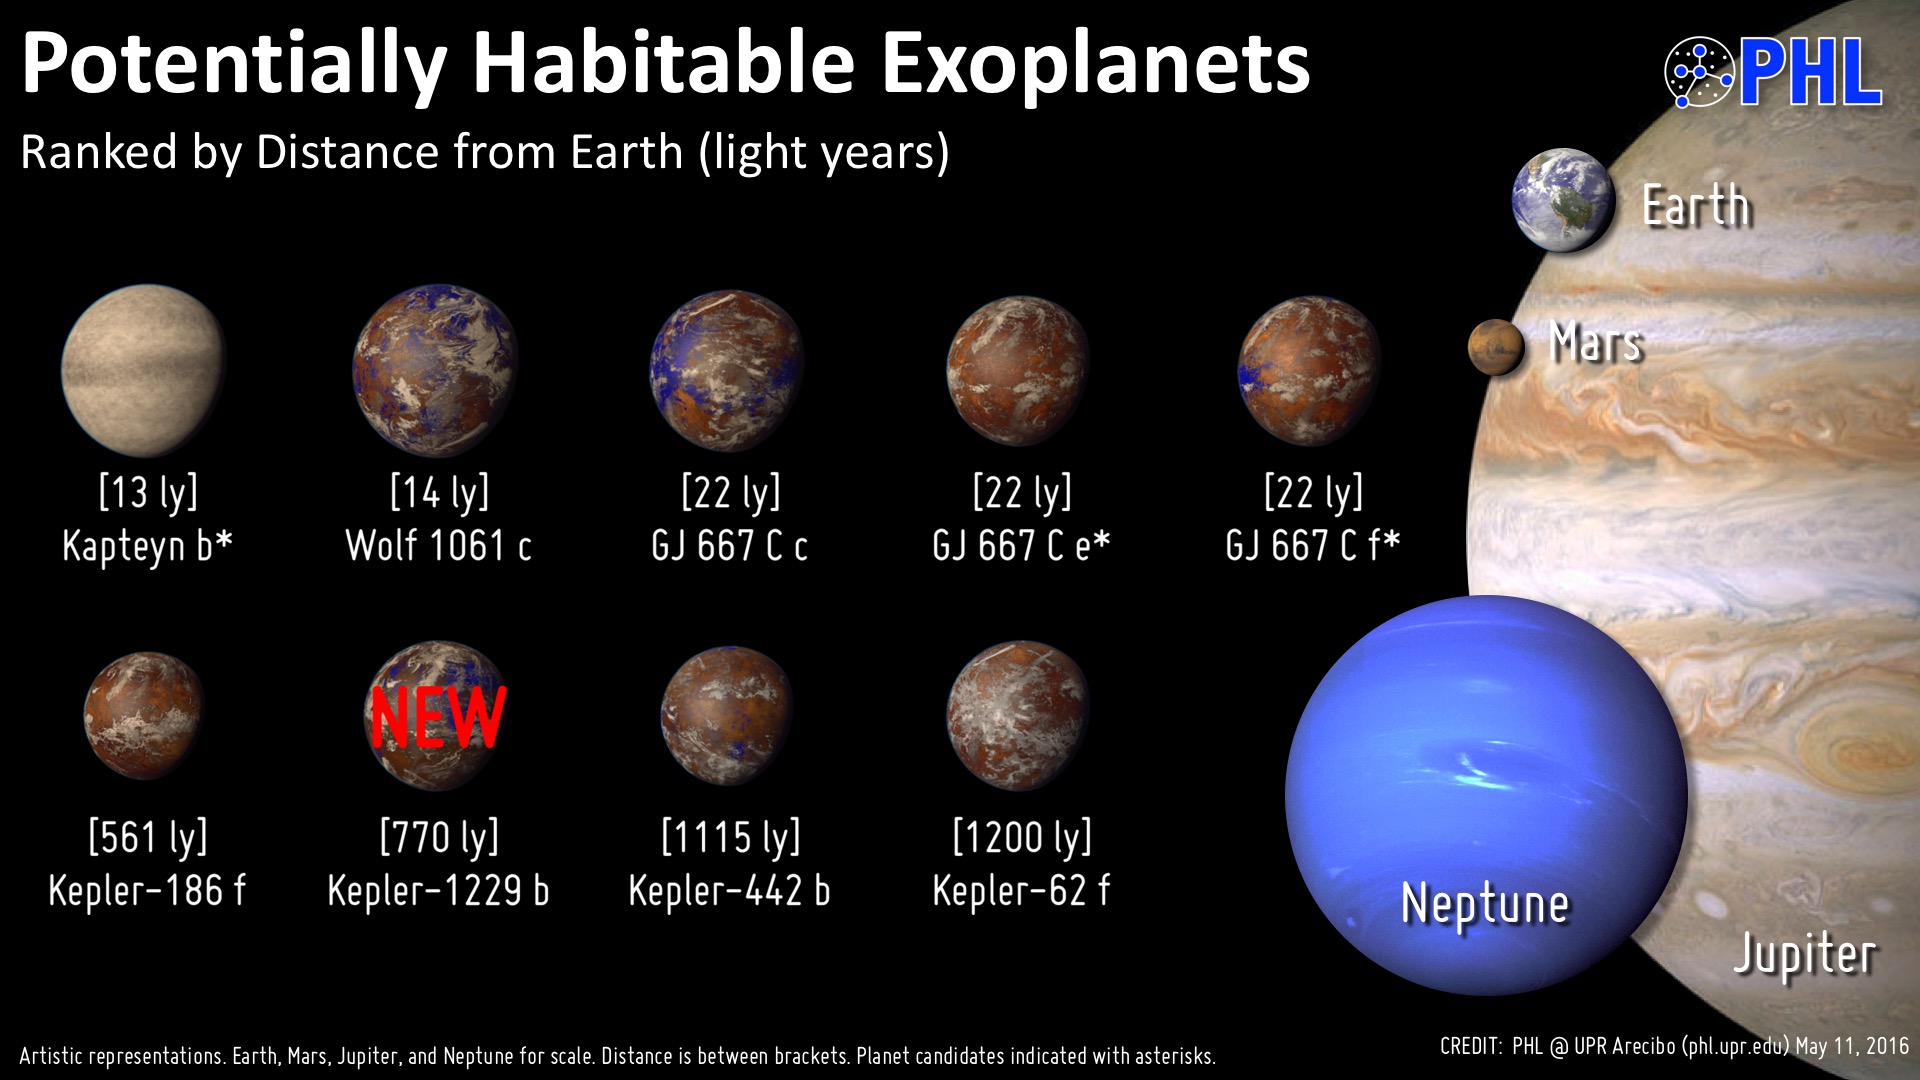 Potentially Habitable Exoplanets
Ranked by Distance from Earth (light years)
PHL
Earth
Mars
[13 ly]
Kapteyn b*
[14 ly]
Wolf 1061 c
[22 ly]
GJ 667 C c
[22 ly]
GJ 667 C e*
[22 ly]
GJ 667 C f*
NEW
[561 ly]
Kepler-186 f
[770 ly]
Kepler-1229 b
[1115 ly]
Kepler-442 b
[1200 ly]
Kepler-62 f
Neptune
Jupiter
Artistic representations. Earth, Mars, Jupiter, and Neptune for scale. Distance is between brackets. Planet candidates indicated with asterisks.
CREDIT: PHL @ UPR Arecibo (phl.upr.edu) May 11, 2016